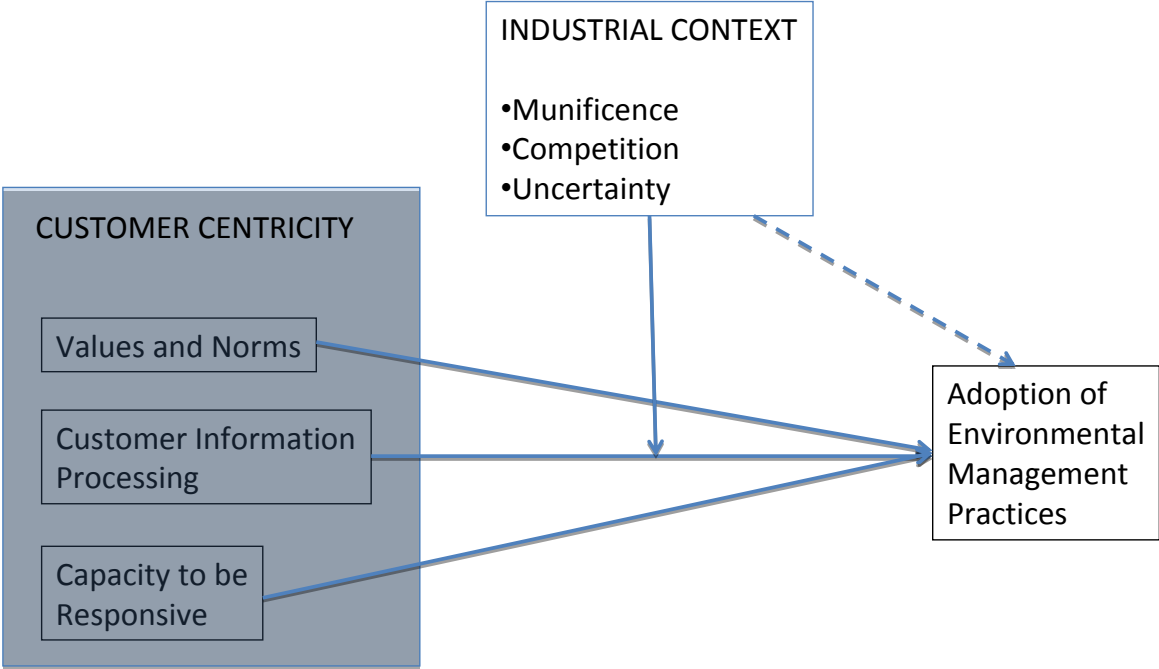 INDUSTRIAL CONTEXT
•Munificence
•Competition
•Uncertainty
CUSTOMER CENTRICITY
Values and Norms
Customer Information
Processing
Capacity to be
Responsive
Adoption of
Environmental
Management
Practices